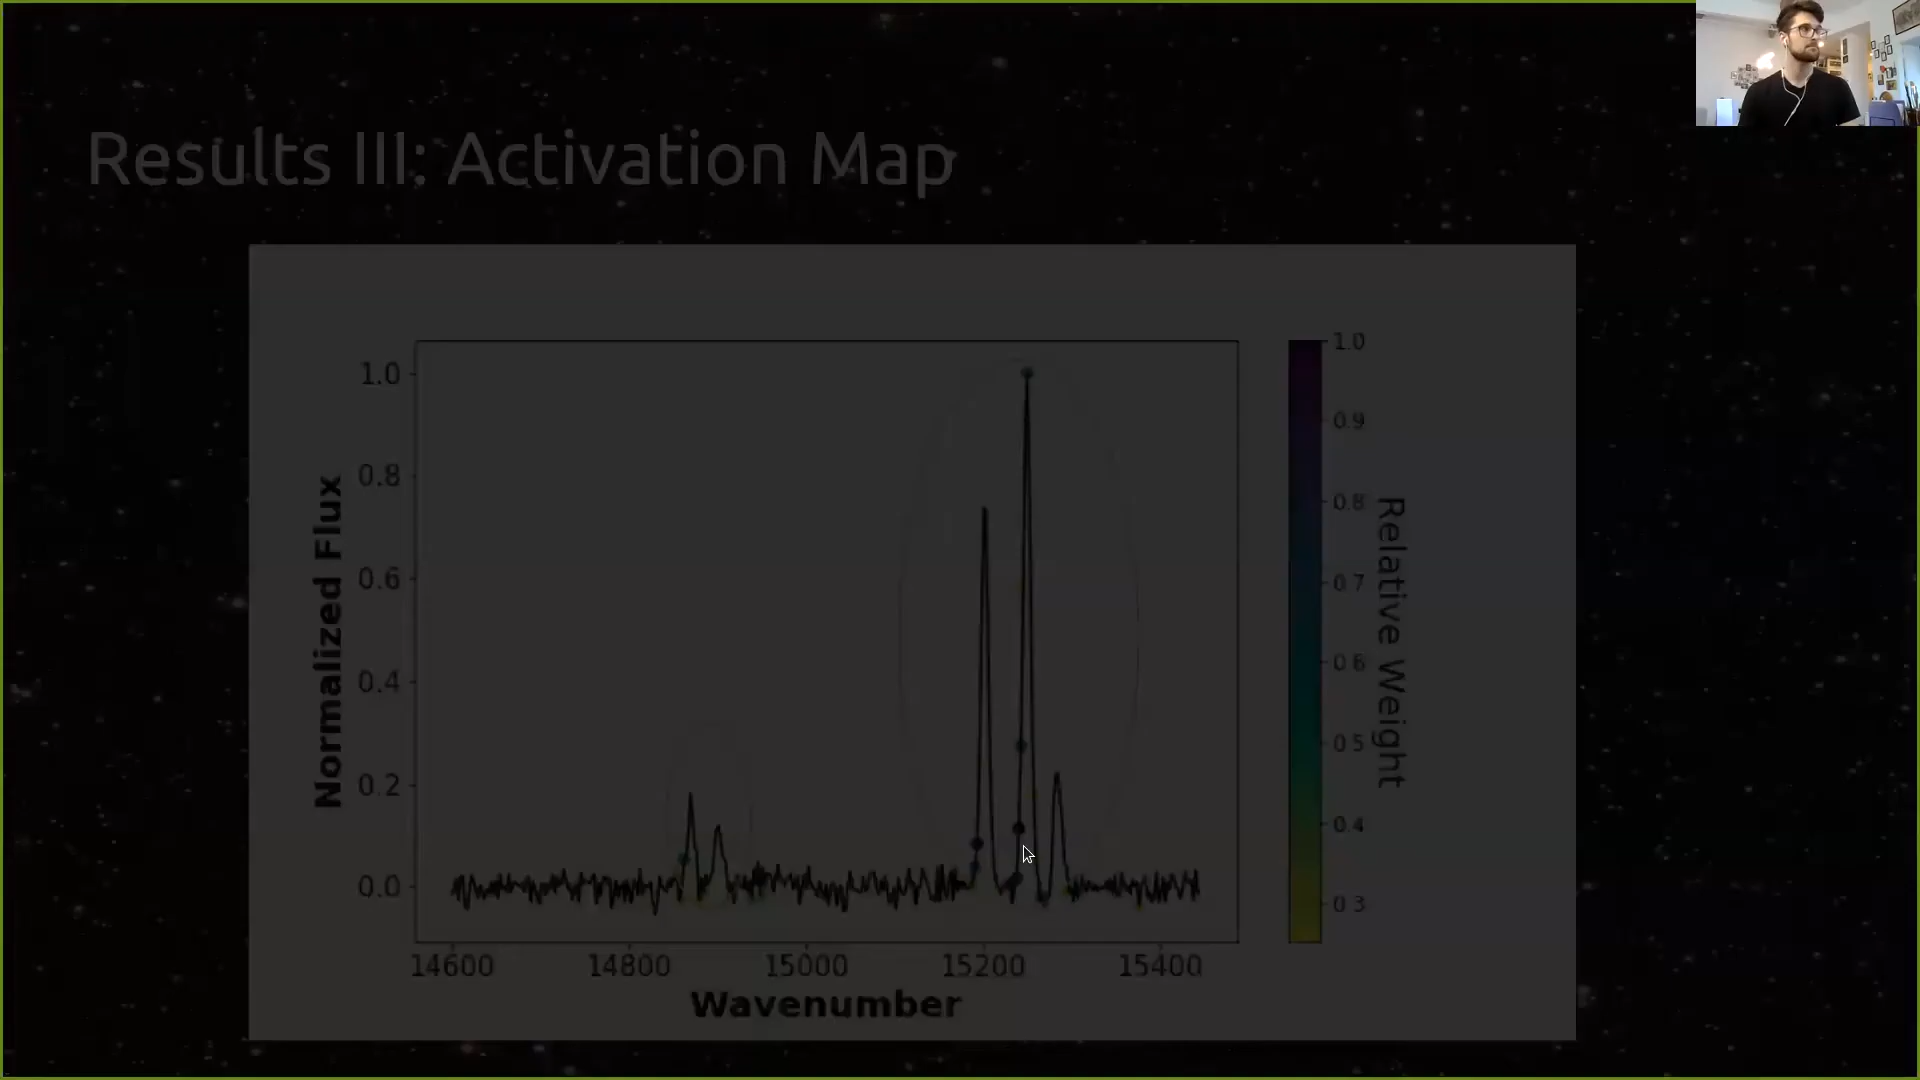 Results III: Activation Map
1.0
0.8
0.6
0.4
0.2
0.0
Normalized Flux
14600 14800 15000 15200 15400
Wavenumber
1.0
0.9
0.8
0.7
0.6
0.5
0.4
0.3
Relative Weight